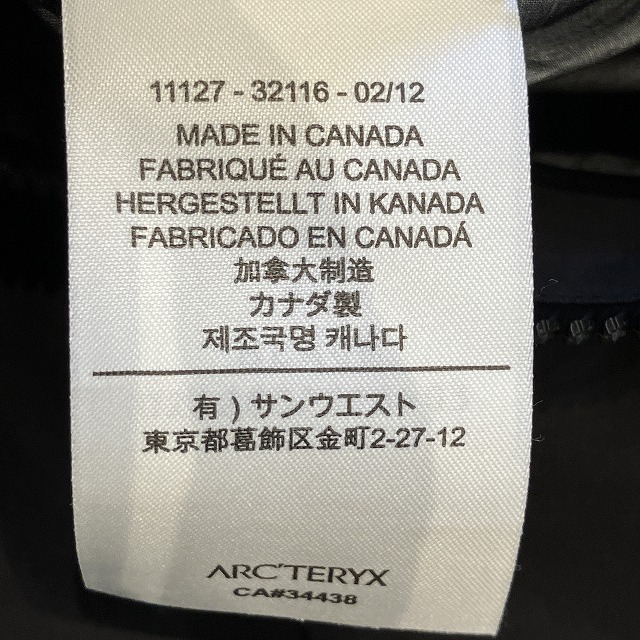 11127 - 32116 - 02/12
MADE IN CANADA
FABRIQUÉ AU CANADA
HERGESTELLT IN KANADA
FABRICADO EN CANADÁ
加拿大制造
カナダ製
제조국명 캐나다
有 ) サンウエスト
東京都葛飾区金町2-27-12
ARC'TERYX
CA#34438